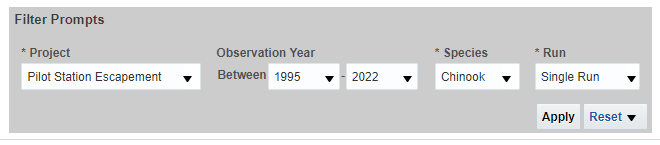 Filter Prompts
* Project Observation Year * Species * Run
Pilot Station Escapement Between 1995 - 2022 Chinook Single Run
Apply Reset